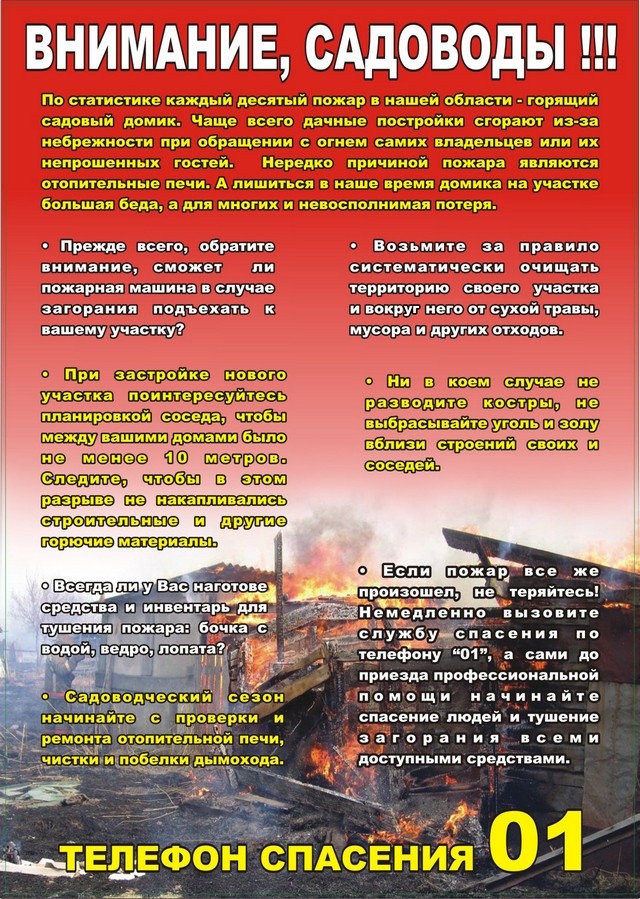 ВНИМАНИЕ, САДОВОДЫ !!!
По статистике каждый десятый пожар в нашей области - горящий
садовый домик. Чаще всего дачные постройки сгорают из-за
небрежности при обращении с огнем самих владельцев или их
непрошенных гостей. Нередко причиной пожара являются
отопительные печи. А лишиться в наше время домика на участке
большая беда, а для многих и невосполнимая потеря.
• Прежде всего, обратите
внимание, сможет ли
пожарная машина в случае
загорания подъехать к
вашему участку?
• При застройке нового
участка поинтересуйтесь
планировкой соседа, чтобы
между вашими домами было
не менее 10 метров.
Следите, чтобы в этом
разрыве не накапливались
строительные и другие
горючие материалы.
• Всегда ли у Вас наготове
средства и инвентарь для
тушения пожара: бочка с
водой, ведро, лопата?
• Садоводческий сезон
начинайте с проверки и
ремонта отопительной печи,
чистки и побелки дымохода.
• Возьмите за правило
систематически очищать
территорию своего участка
и вокруг него от сухой травы,
мусора и других отходов.
• Ни в коем случае не
разводите костры, не
выбрасывайте уголь и золу
вблизи строений своих и
соседей.
• Если пожар все же
произошел, не теряйтесь!
Немедленно вызовите
службу спасения по
телефону “01”, а сами до
приезда профессиональной
помощи начинайте
спасение людей и тушение
загорания всеми
доступными средствами.
ТЕЛЕФОН СПАСЕНИЯ 01